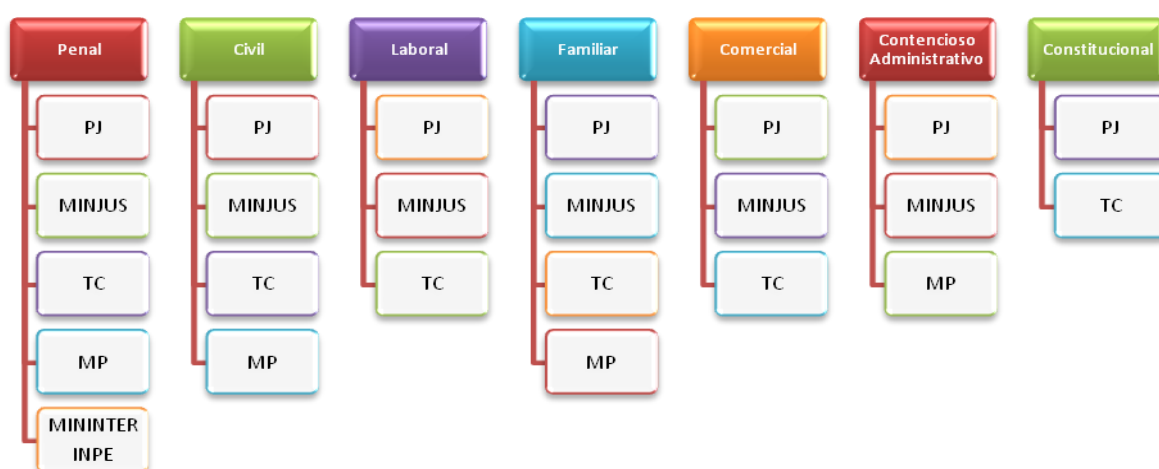 Penal
PJ
MINJUS
TC
MP
MININTER
INPE
Civil
PJ
MINJUS
TC
MP
Laboral
PJ
MINJUS
TC
Familiar
PJ
MINJUS
TC
MP
Comercial
PJ
MINJUS
TC
Contencioso
Administrativo
PJ
MINJUS
MP
Constitucional
PJ
TC